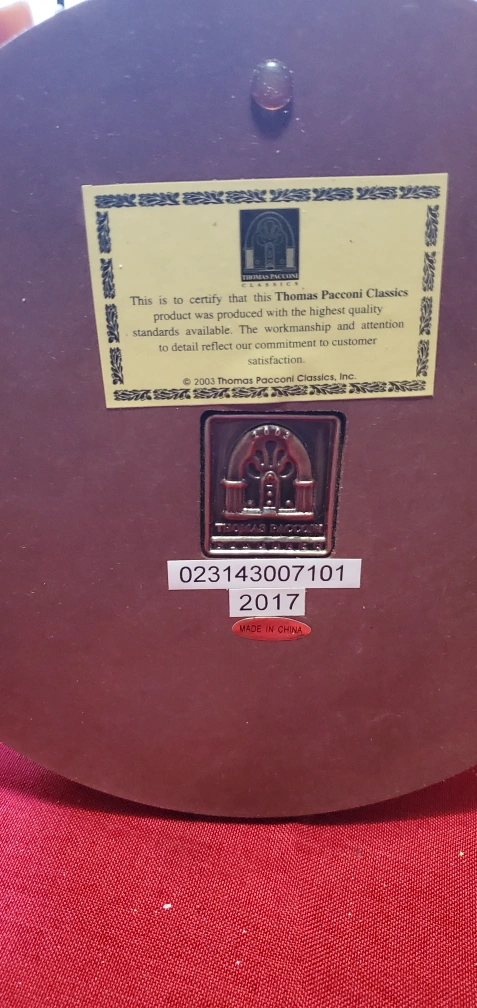 THOMAS PACCONI
CLASSICS
This is to certify that this Thomas Pacconi Classics
product was produced with the highest quality
standards available. The workmanship and attention
to detail reflect our commitment to customer
satisfaction.
© 2003 Thomas Pacconi Classics, Inc.
2003
THOMAS PACCONI
CLASSICS
023143007101
2017
MADE IN CHINA